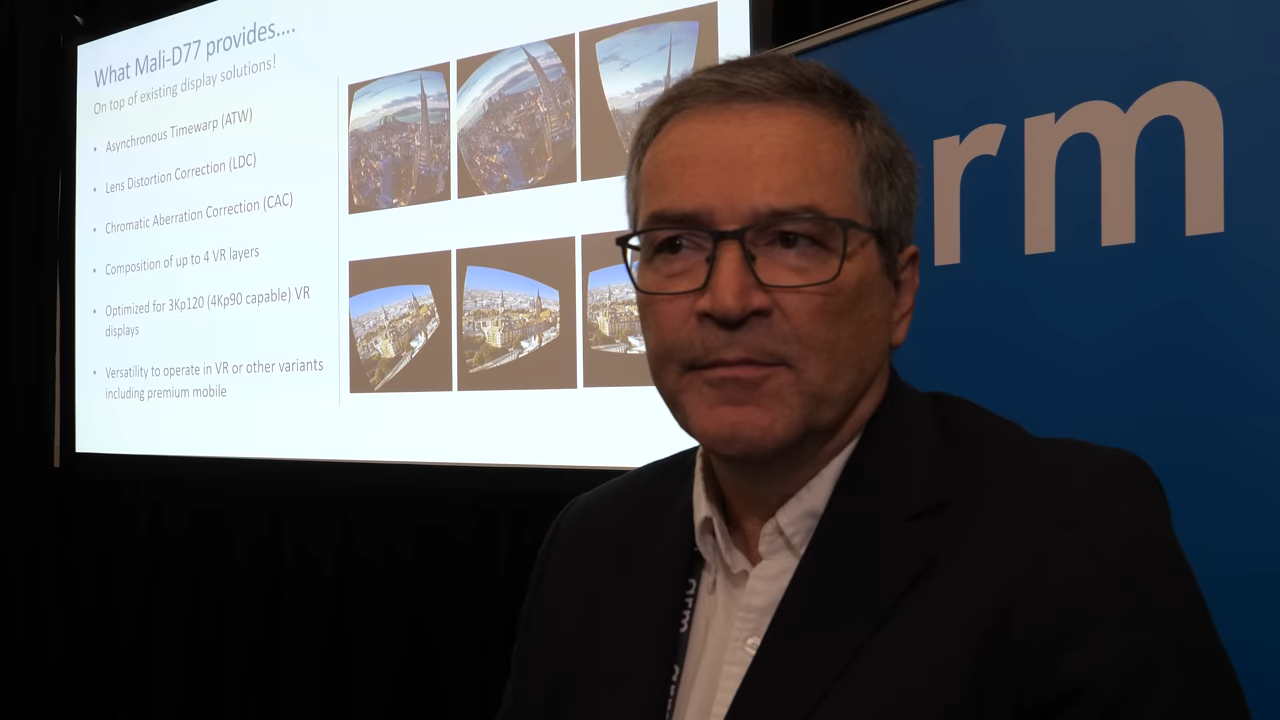 What Mali-D77 provides....
On top of existing display solutions!
• Asynchronous Timewarp (ATW)
• Lens Distortion Correction (LDC)
• Chromatic Aberration Correction (CAC)
• Composition of up to 4 VR layers
• Optimized for 3Kp120 (4Kp90 capable) VR
displays
• Versatility to operate in VR or other variants
including premium mobile
rm
arm